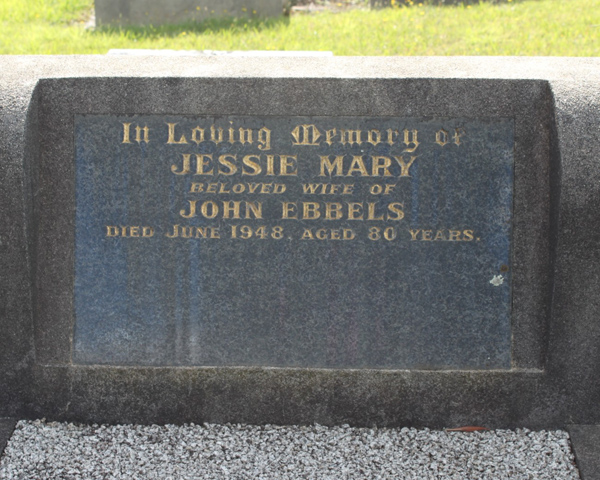 In Loving Memory of
JESSIE MARY
BELOVED WIFE OF
JOHN EBBELS
DIED JUNE 1948, AGED 80 YEARS.